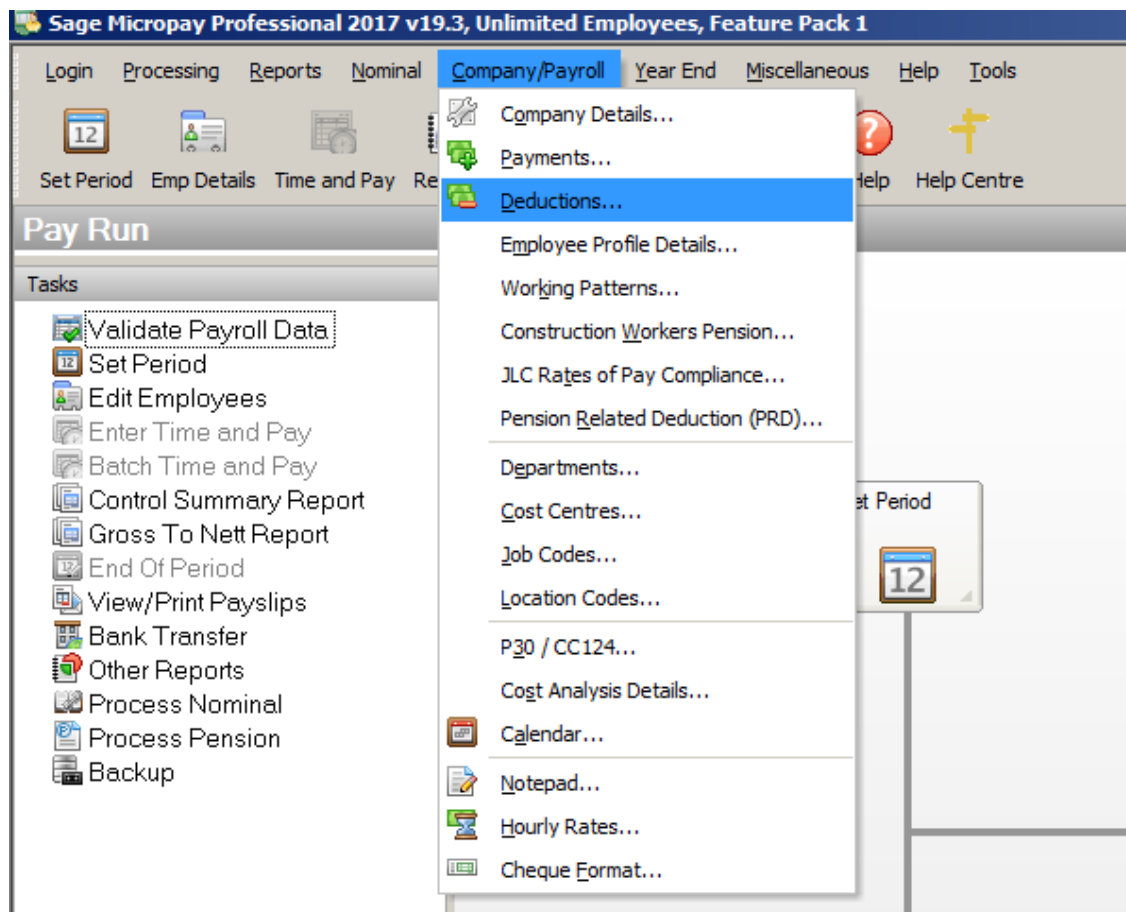 Sage Micropay Professional 2017 v19.3, Unlimited Employees, Feature Pack 1
Login Processing Reports Nominal Company/Payroll Year End Miscellaneous Help Tools
12
Set Period Emp Details Time and Pay Re
Help Help Centre
Company Details...
Payments...
Deductions...
Employee Profile Details...
Working Patterns...
Construction Workers Pension...
JLC Rates of Pay Compliance...
Pension Related Deduction (PRD)...
Departments...
Cost Centres...
Job Codes...
Location Codes...
P30 / CC124...
Cost Analysis Details...
Calendar...
Notepad...
Hourly Rates...
Cheque Format...
Pay Run
Tasks
Validate Payroll Data
Set Period
Edit Employees
Enter Time and Pay
Batch Time and Pay
Control Summary Report
Gross To Nett Report
End Of Period
View/Print Payslips
Bank Transfer
Other Reports
Process Nominal
Process Pension
Backup
et Period
12